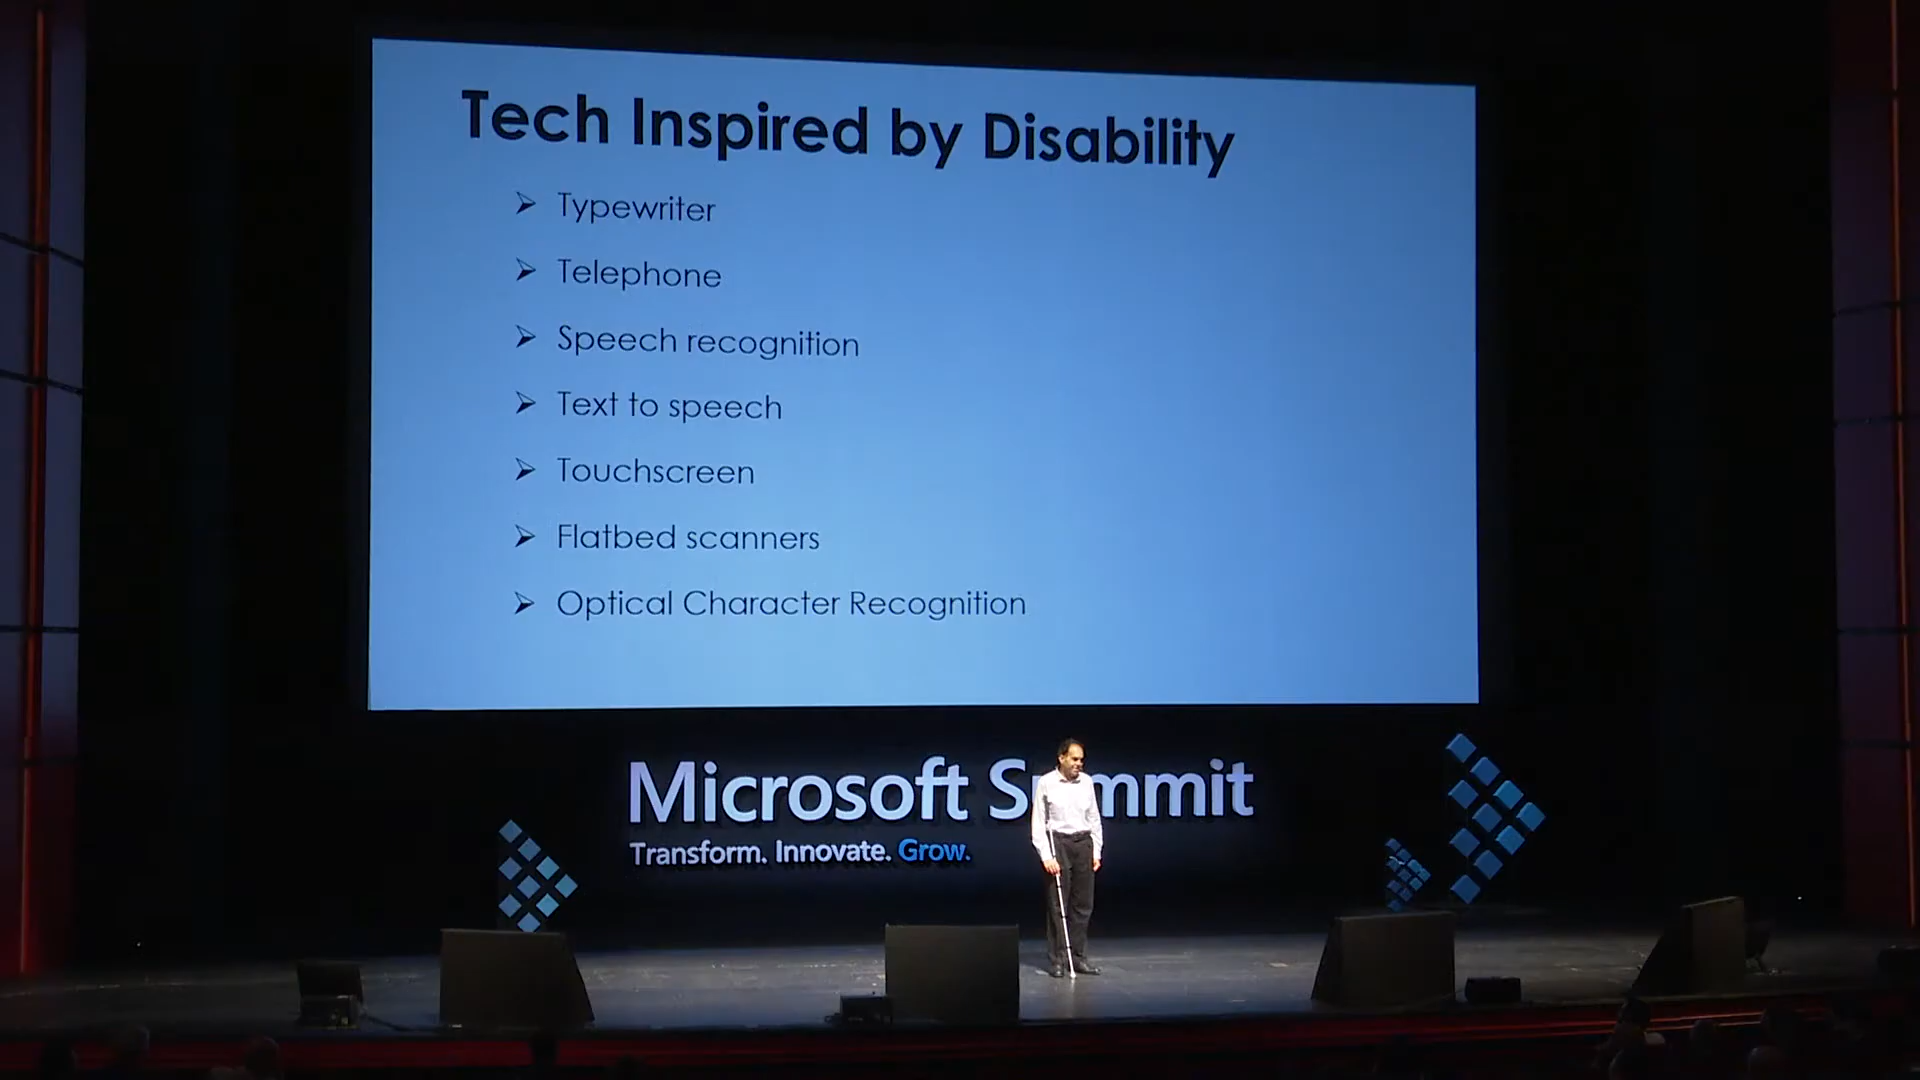 Tech Inspired by Disability
Typewriter
Telephone
Speech recognition
Text to speech
Touchscreen
Flatbed scanners
Optical Character Recognition
Microsoft S mmit
Transform. Innovate. Grow.